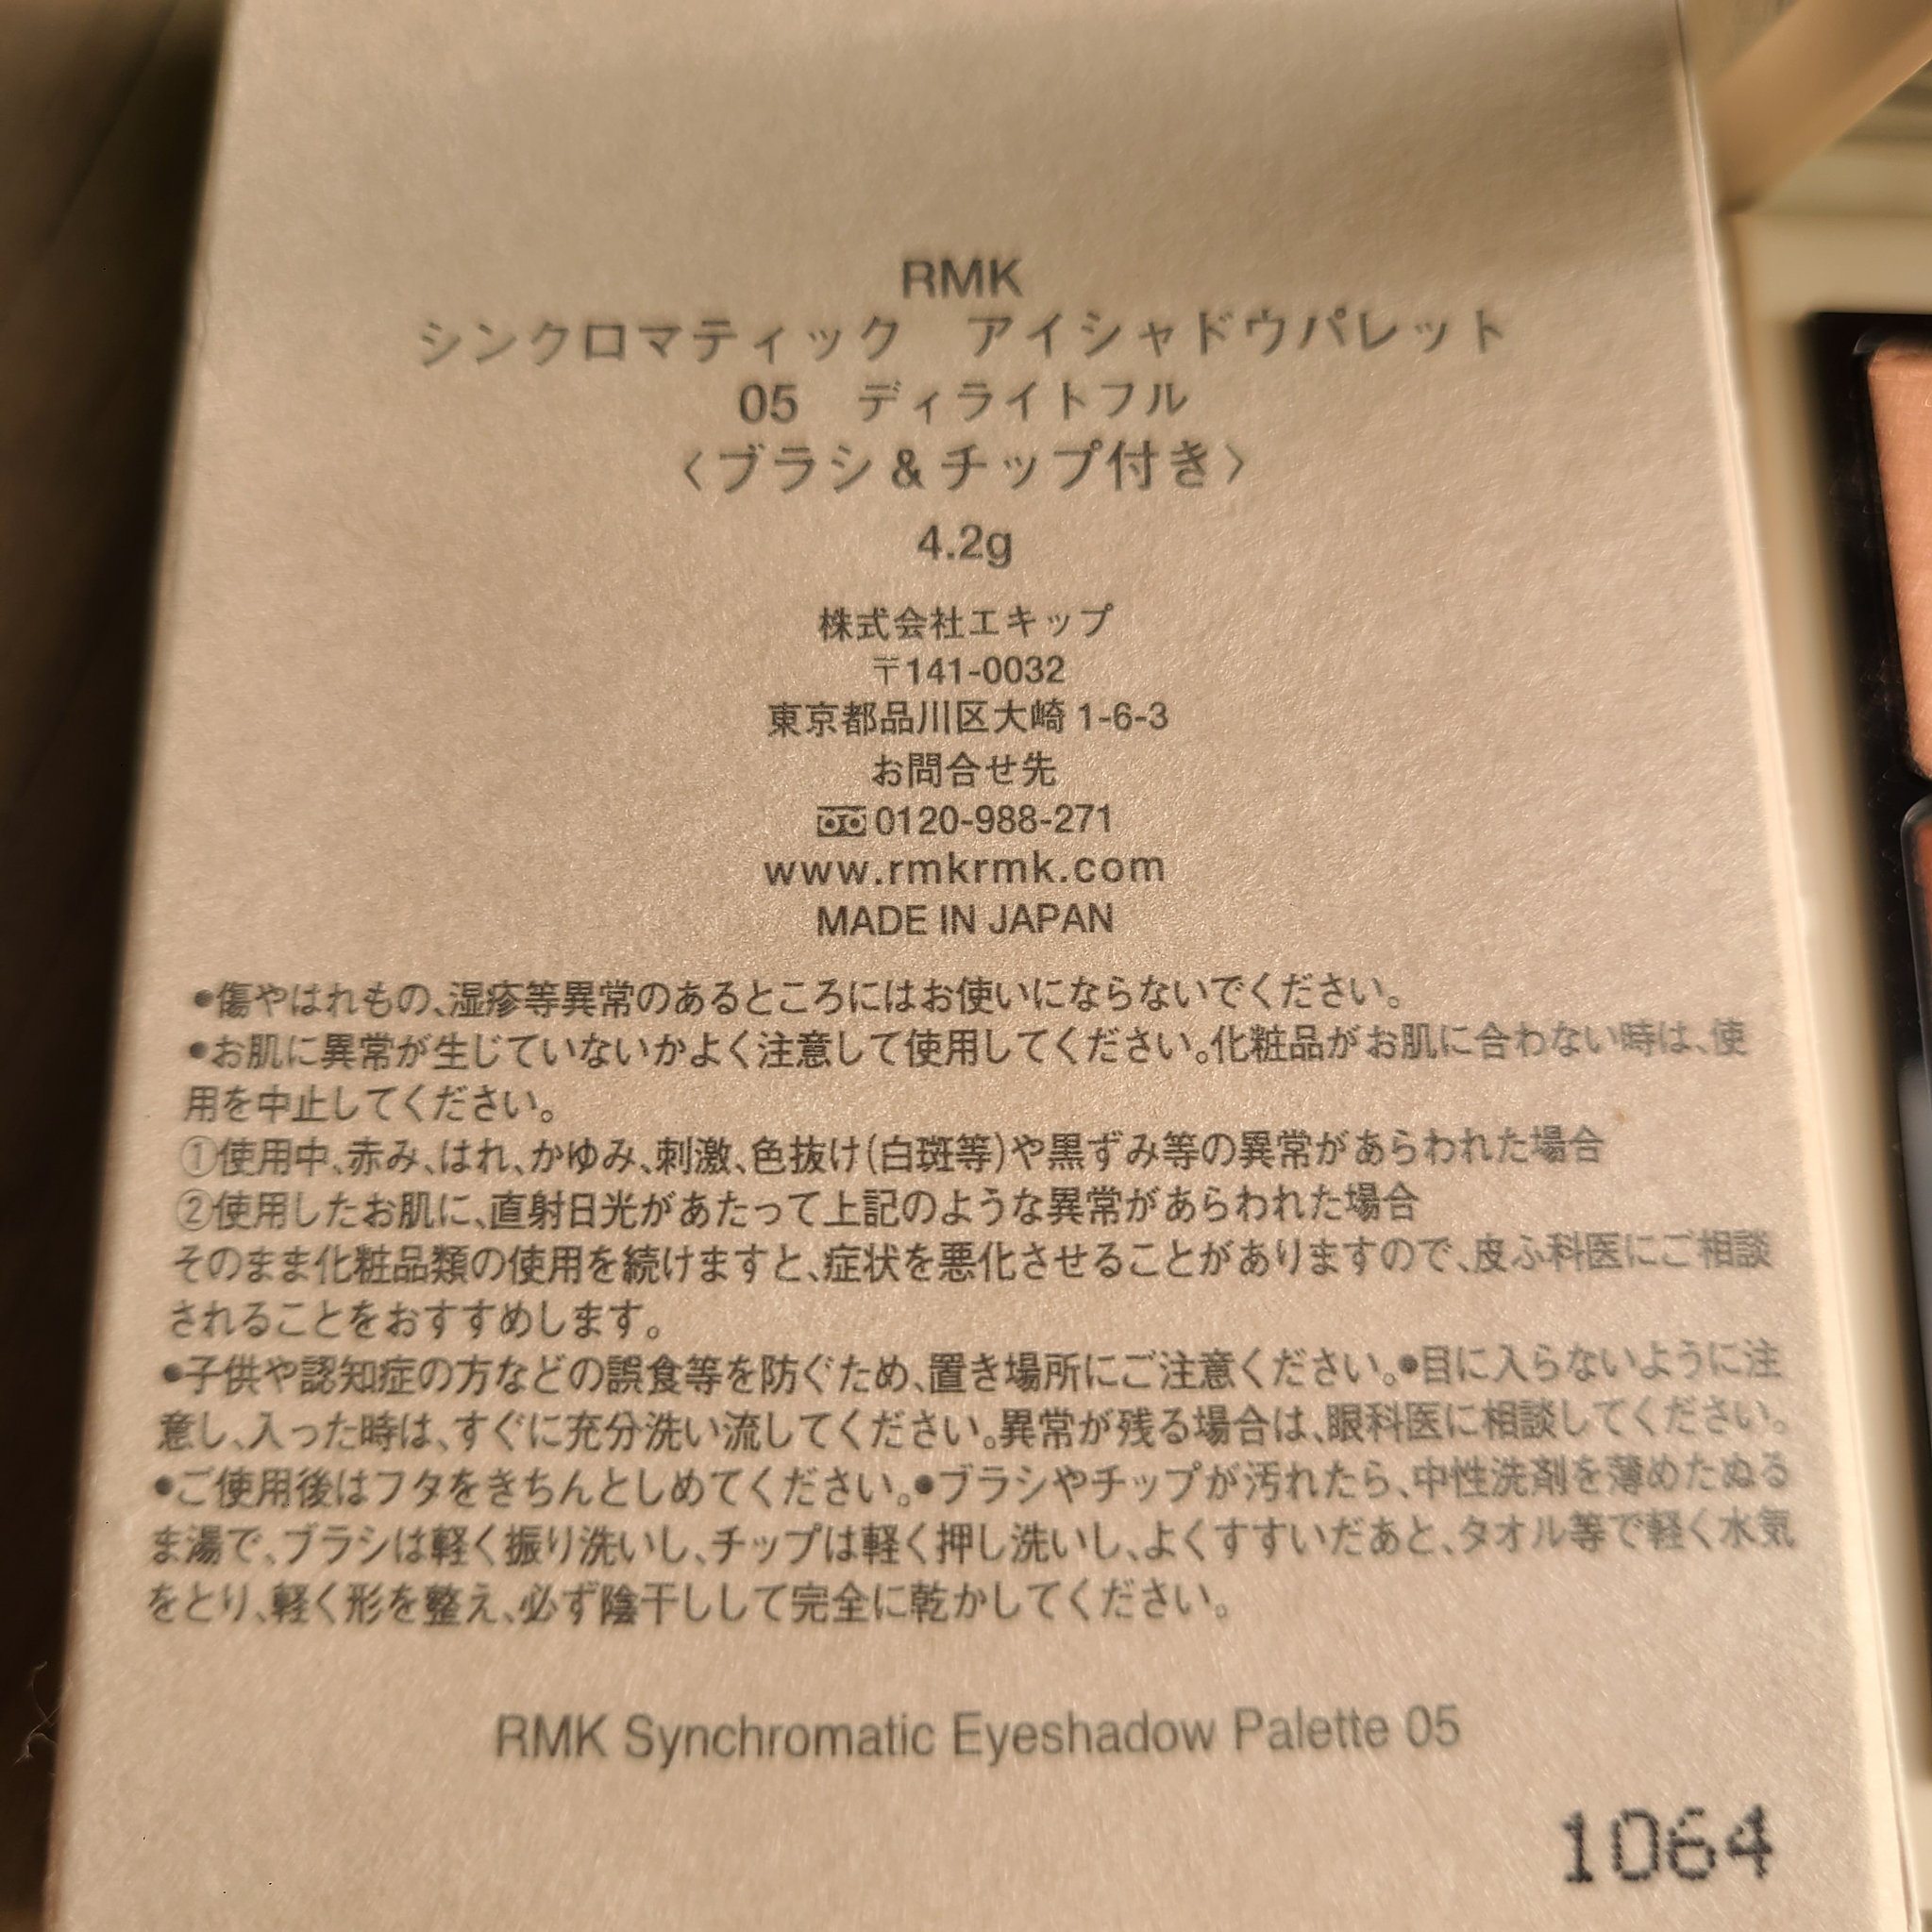 RMK
シンクロマティック　アイシャドウパレット
05　ディライトフル
〈ブラシ＆チップ付き〉
4.2g
株式会社エキップ
〒141-0032
東京都品川区大崎 1-6-3
お問合せ先
0120-988-271
www.rmkrmk.com
MADE IN JAPAN
●傷やはれもの、湿疹等異常のあるところにはお使いにならないでください。
●お肌に異常が生じていないかよく注意して使用してください。化粧品がお肌に合わない時は、使
用を中止してください。
①使用中、赤み、はれ、かゆみ、刺激、色抜け(白斑等)や黒ずみ等の異常があらわれた場合
②使用したお肌に、直射日光があたって上記のような異常があらわれた場合
そのまま化粧品類の使用を続けますと、症状を悪化させることがありますので、皮ふ科医にご相談
されることをおすすめします。
●子供や認知症の方などの誤食等を防ぐため、置き場所にご注意ください。●目に入らないように注
意し、入った時は、すぐに充分洗い流してください。異常が残る場合は、眼科医に相談してください。
●ご使用後はフタをきちんとしめてください。●ブラシやチップが汚れたら、中性洗剤を薄めたぬる
ま湯で、ブラシは軽く振り洗いし、チップは軽く押し洗いし、よくすすいだあと、タオル等で軽く水気
をとり、軽く形を整え、必ず陰干しして完全に乾かしてください。
RMK Synchromatic Eyeshadow Palette 05
1064